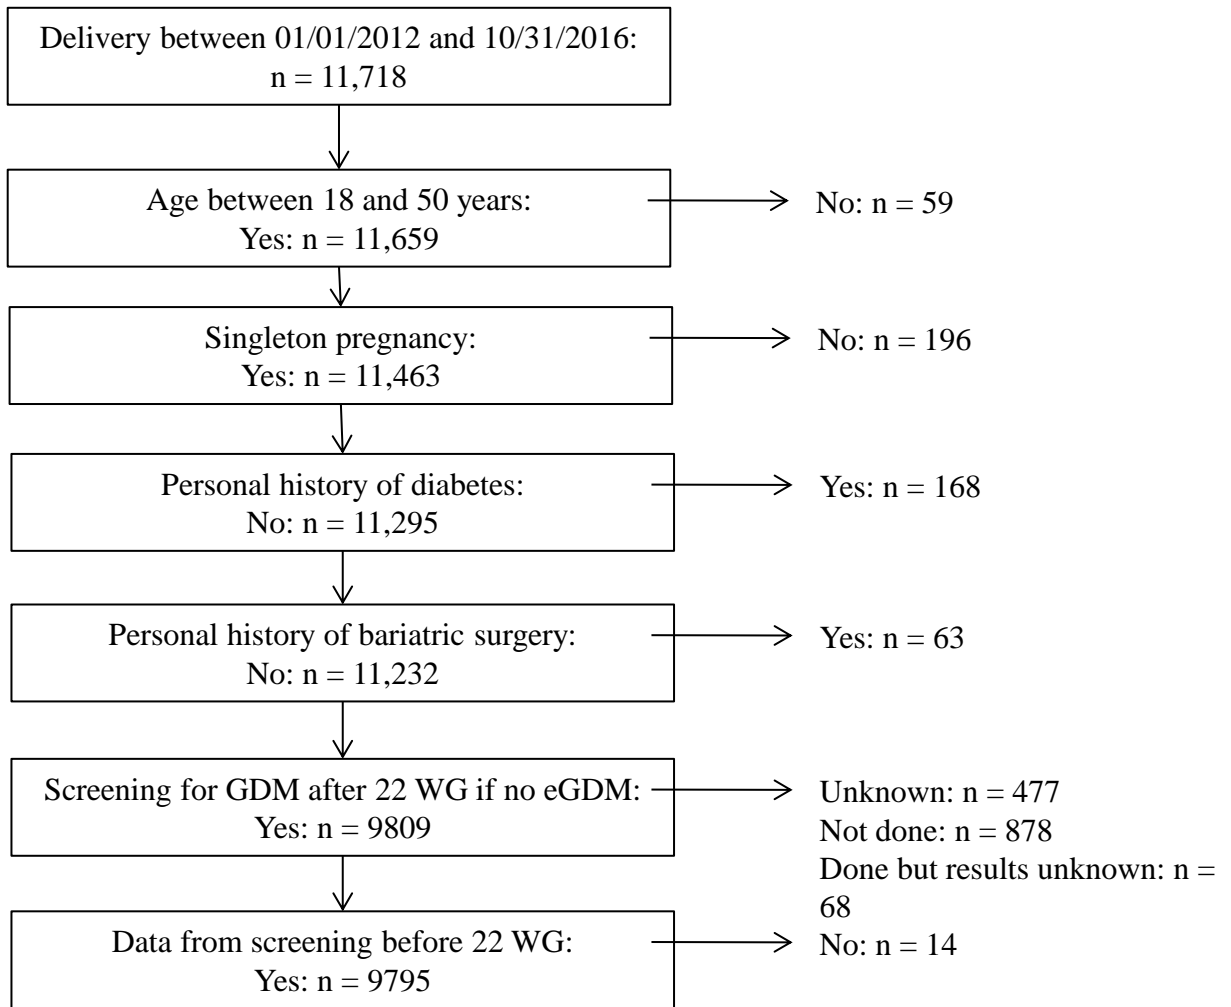 Delivery between 01/01/2012 and 10/31/2016:
n = 11,718
Age between 18 and 50 years:
Yes: n = 11,659
No: n = 59
Singleton pregnancy:
Yes: n = 11,463
No: n = 196
Personal history of diabetes:
No: n = 11,295
Yes: n = 168
Personal history of bariatric surgery:
No: n = 11,232
Yes: n = 63
Screening for GDM after 22 WG if no eGDM:
Yes: n = 9809
Unknown: n = 477
Not done: n = 878
Done but results unknown: n =
68
Data from screening before 22 WG:
Yes: n = 9795
No: n = 14